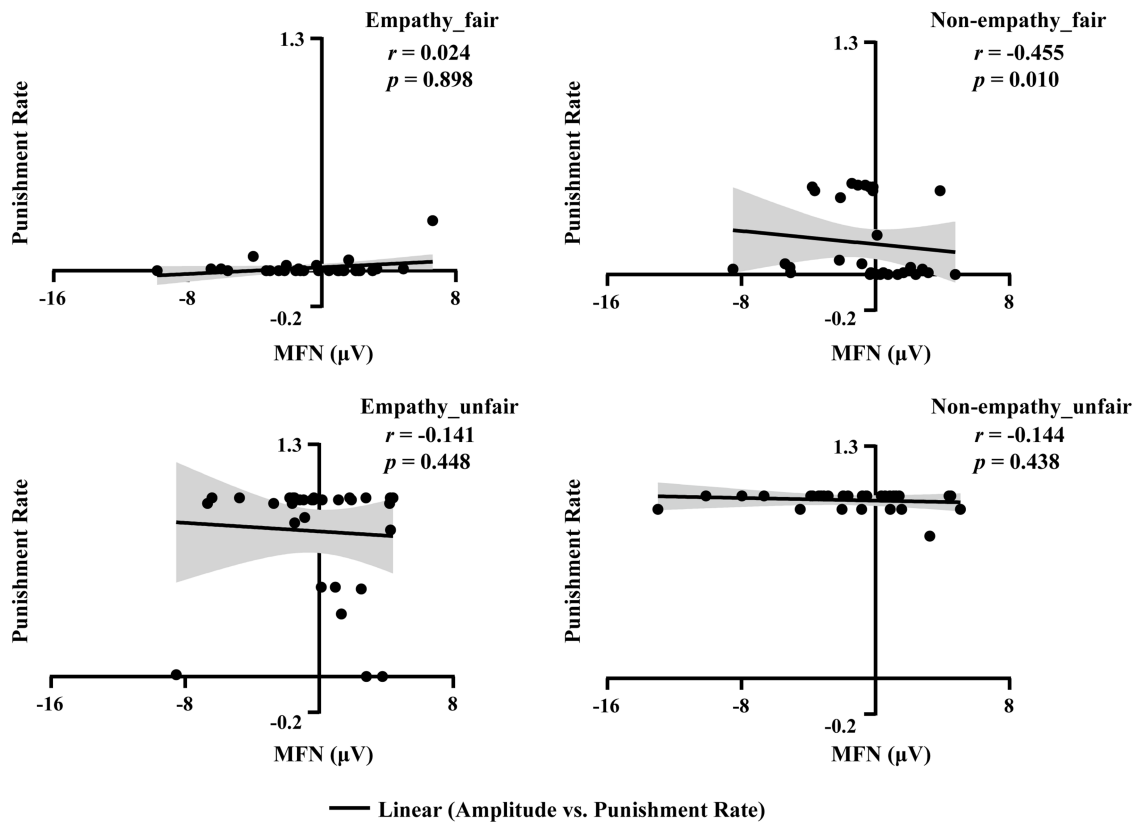 Empathy_fair
r = 0.024
p = 0.898
1.3
Punishment Rate
-16
-8
8
-0.2
MFN (μV)
Non-empathy_fair
r = -0.455
p = 0.010
1.3
Punishment Rate
-16
-8
8
-0.2
MFN (μV)
Empathy_unfair
r = -0.141
p = 0.448
1.3
Punishment Rate
-16
-8
8
-0.2
MFN (μV)
Non-empathy_unfair
r = -0.144
p = 0.438
1.3
Punishment Rate
-16
-8
8
-0.2
MFN (μV)
Linear (Amplitude vs. Punishment Rate)